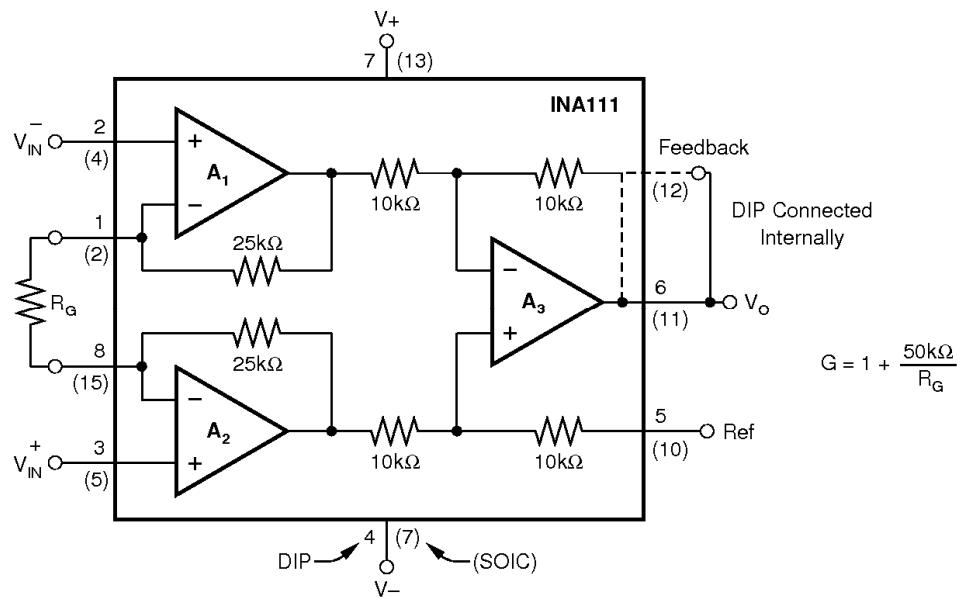 V+
7 (13)
INA111
V⁻IN
2
(4)
+
A₁
−
10kΩ
10kΩ
Feedback
(12)
DIP Connected
Internally
1
(2)
25kΩ
R_G
−
A₃
+
6
(11)
V_O
8
(15)
25kΩ
G = 1 + 50kΩ / R_G
−
A₂
+
10kΩ
10kΩ
5
(10)
Ref
V⁺IN
3
(5)
DIP
4 (7)
(SOIC)
V−